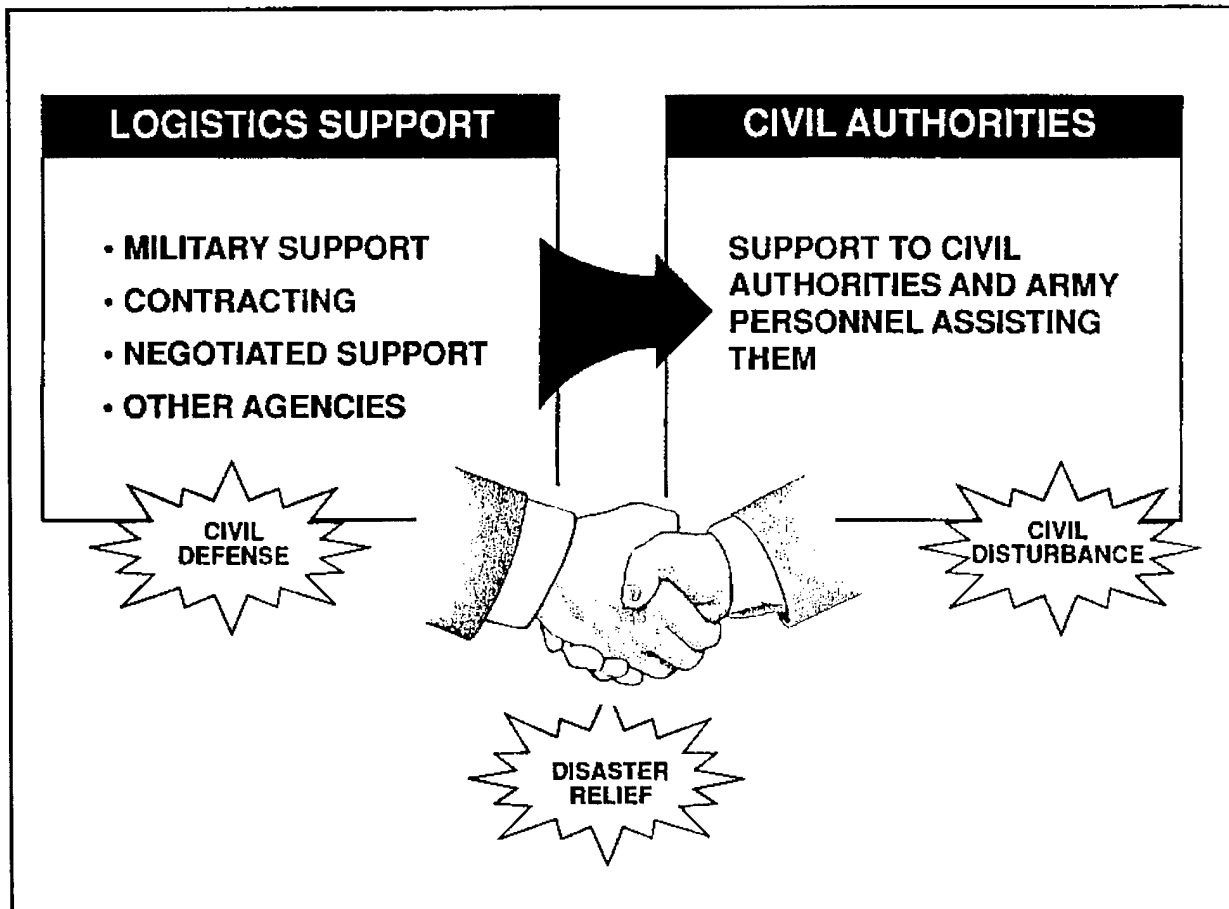 LOGISTICS SUPPORT
• MILITARY SUPPORT
• CONTRACTING
• NEGOTIATED SUPPORT
• OTHER AGENCIES
CIVIL AUTHORITIES
SUPPORT TO CIVIL
AUTHORITIES AND ARMY
PERSONNEL ASSISTING
THEM
CIVIL
DEFENSE
CIVIL
DISTURBANCE
DISASTER
RELIEF